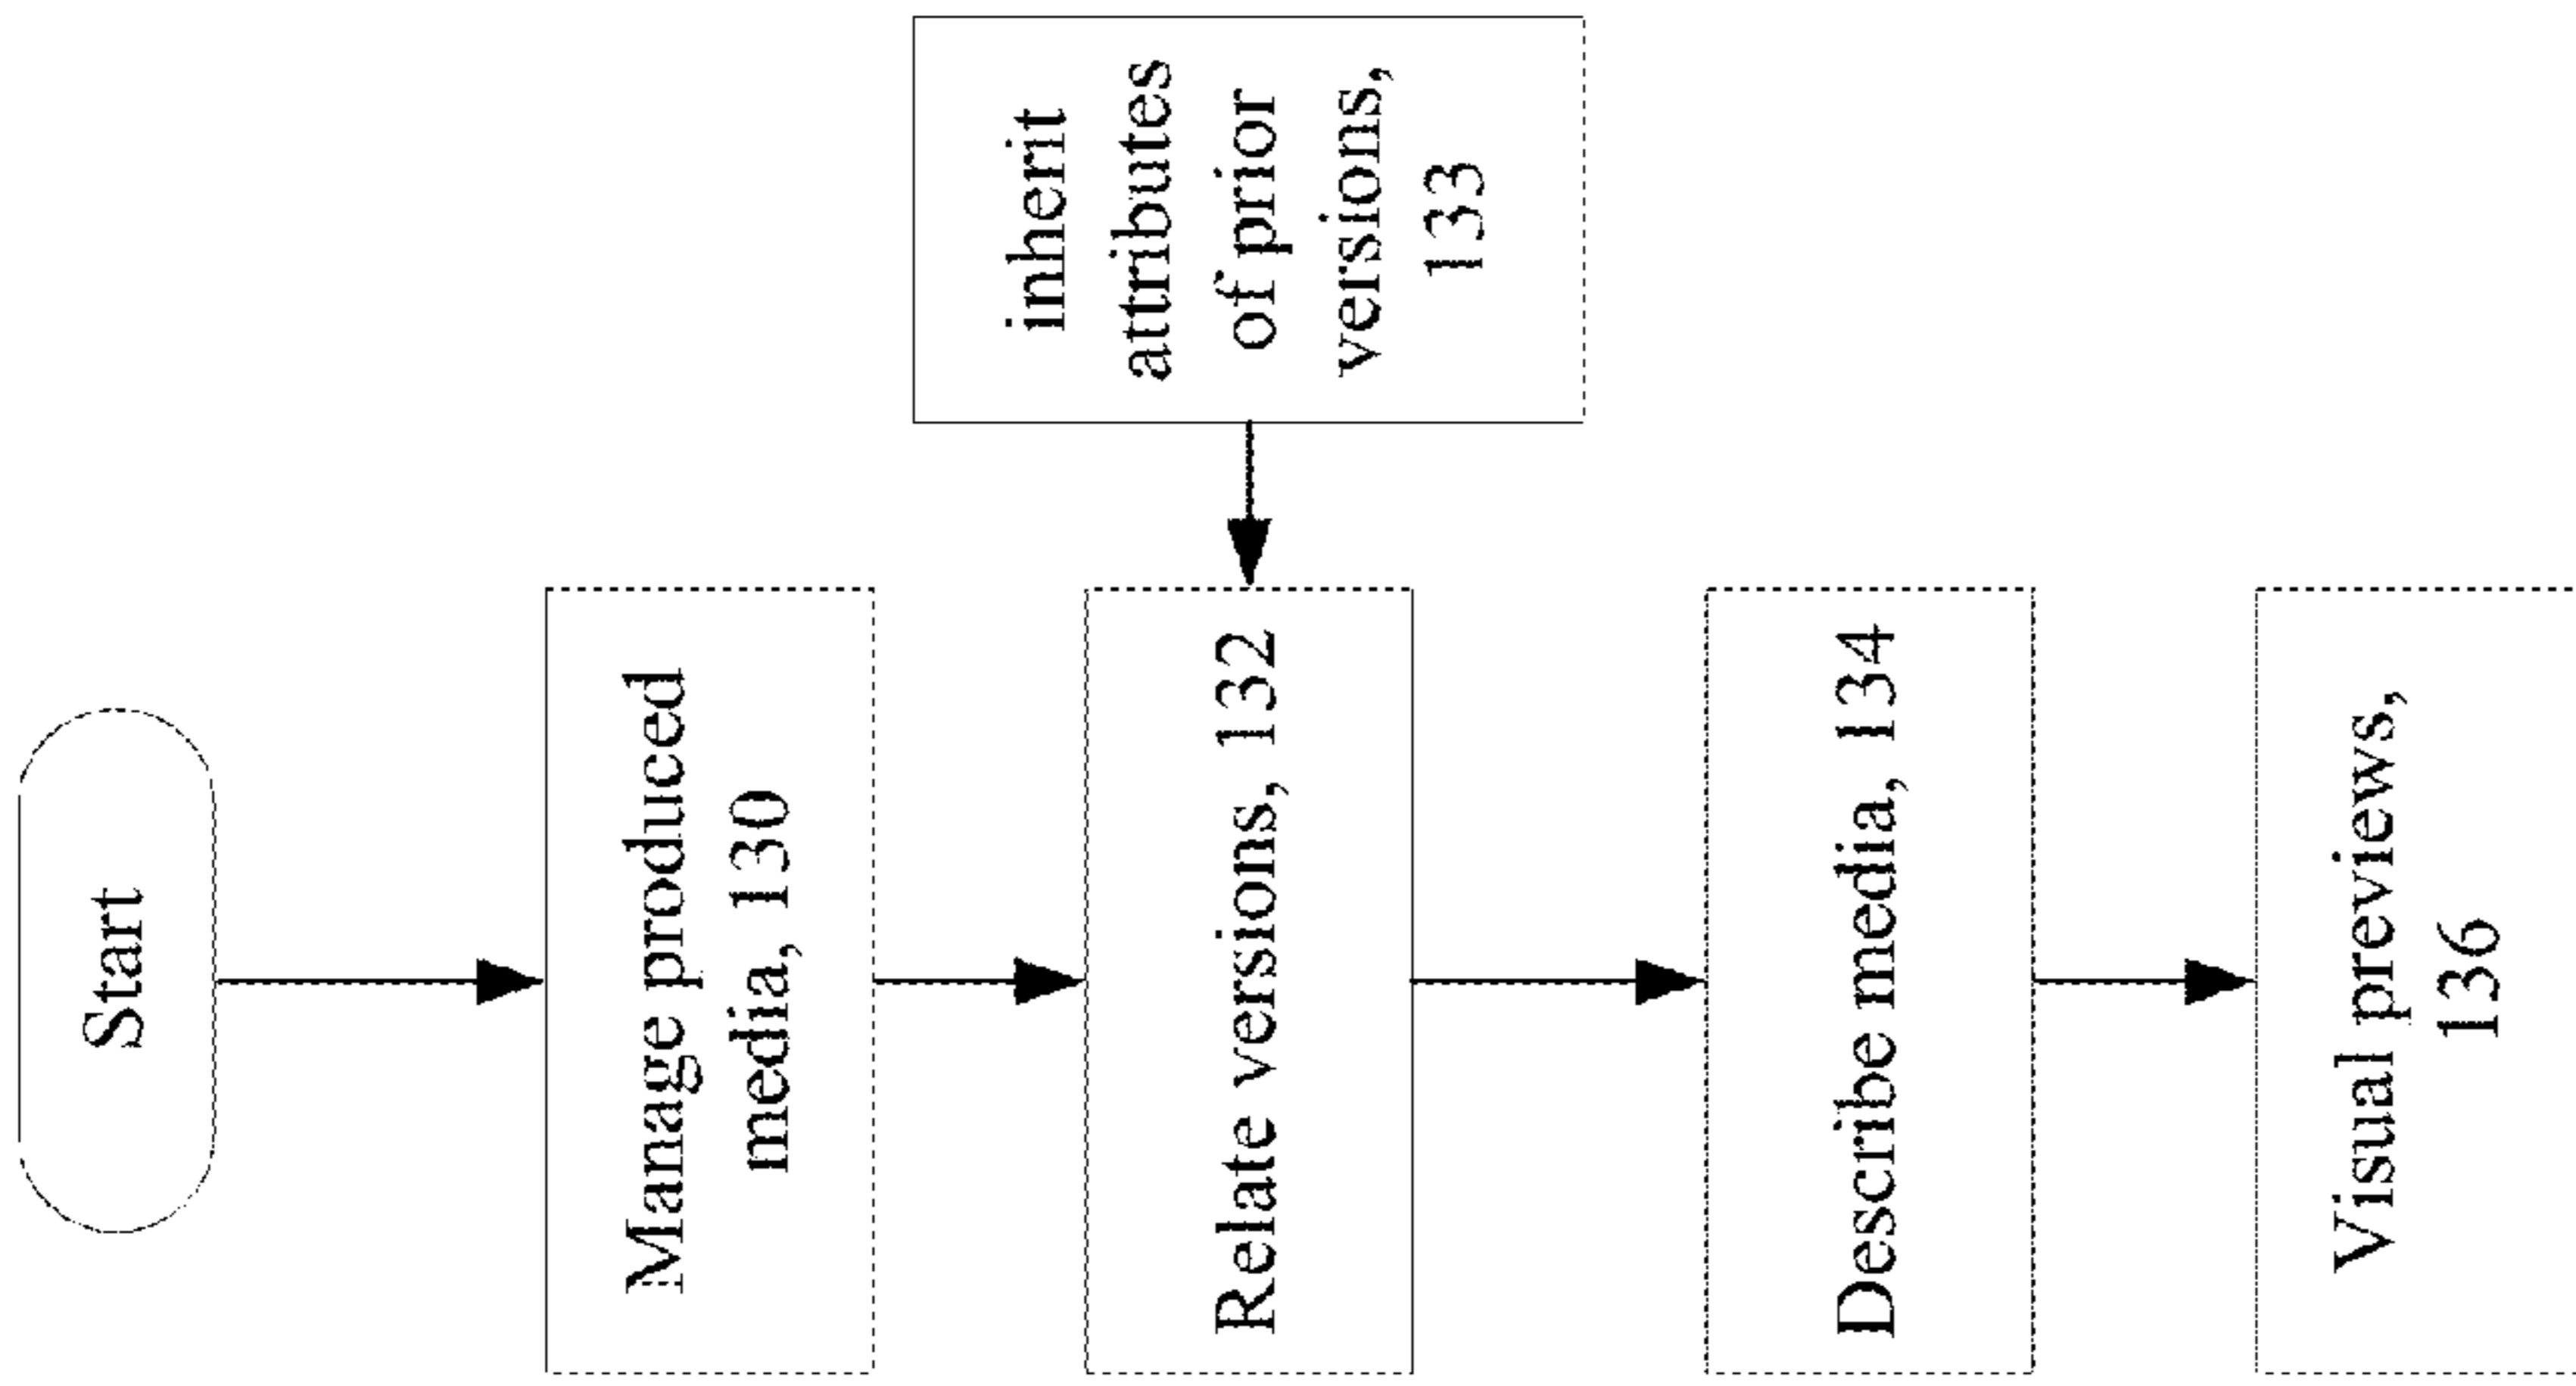 Start
Manage produced
media, 130
Relate versions, 132
inherit
attributes
of prior
versions,
133
Describe media, 134
Visual previews,
136